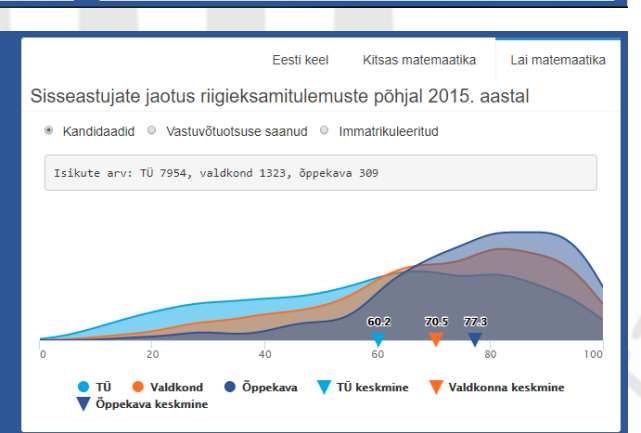 Eesti keel Kitsas matemaatika Lai matemaatika
Sisseastujate jaotus riigieksamitulemuste põhjal 2015. aastal
Kandidaadid Vastuvõtuotsuse saanud Immatrikuleeritud
Isikute arv: TÜ 7954, valdkond 1323, õppekava 309
60.2 70.5 77.3
0 20 40 60 80 100
TÜ Valdkond Õppekava TÜ keskmine Valdkonna keskmine
Õppekava keskmine